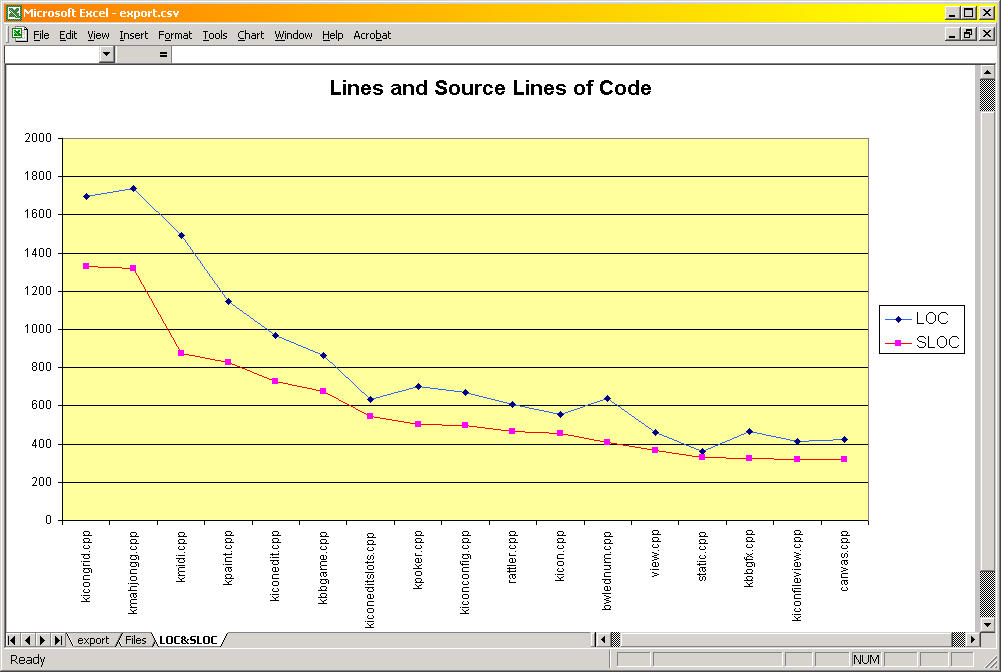 Microsoft Excel - export.csv
File Edit View Insert Format Tools Chart Window Help Acrobat
=
Lines and Source Lines of Code
2000
1800
1600
1400
1200
1000
800
600
400
200
0
LOC
SLOC
kicongrid.cpp
kmahjongg.cpp
kmidi.cpp
kpaint.cpp
kiconedit.cpp
kbbgame.cpp
kiconeditslots.cpp
kpoker.cpp
kiconconfig.cpp
rattler.cpp
kicon.cpp
bwlednum.cpp
view.cpp
static.cpp
kbbgfx.cpp
kiconfileview.cpp
canvas.cpp
export Files LOC&SLOC
Ready NUM